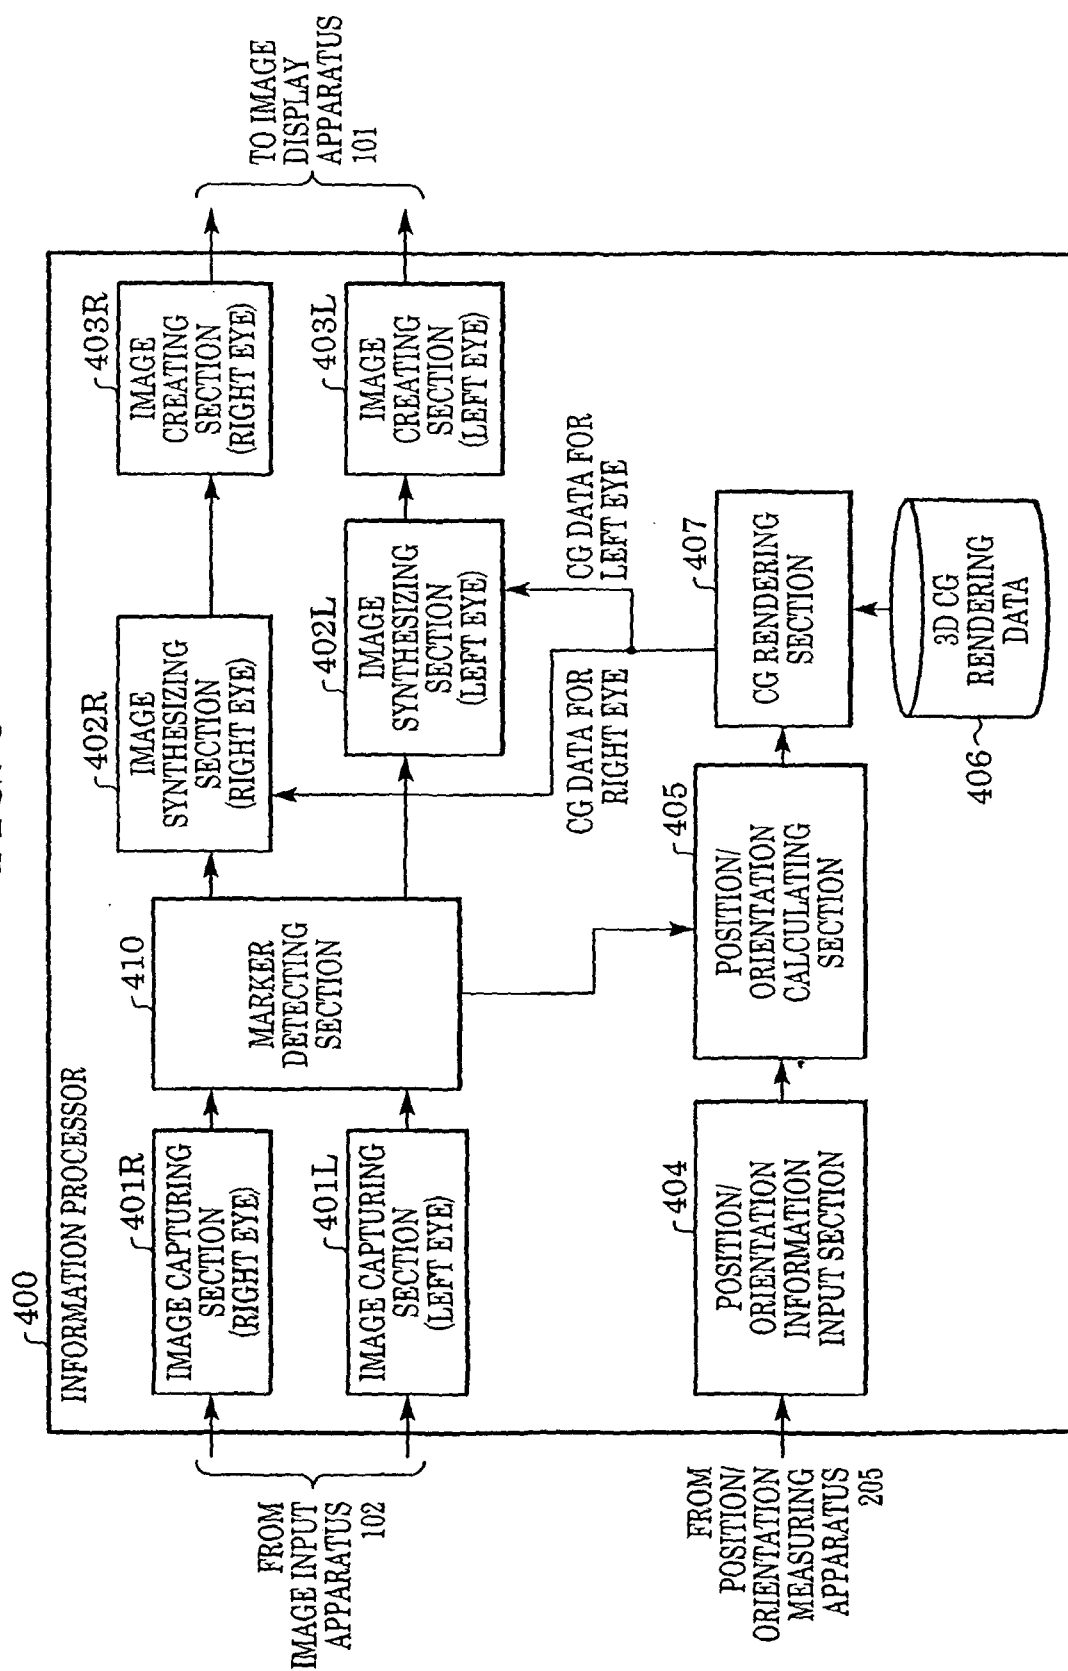 400
INFORMATION PROCESSOR
FROM
IMAGE INPUT
APPARATUS
102
401R
IMAGE CAPTURING
SECTION
(RIGHT EYE)
401L
IMAGE CAPTURING
SECTION
(LEFT EYE)
410
MARKER
DETECTING
SECTION
402R
IMAGE
SYNTHESIZING
SECTION
(RIGHT EYE)
402L
IMAGE
SYNTHESIZING
SECTION
(LEFT EYE)
403R
IMAGE
CREATING
SECTION
(RIGHT EYE)
403L
IMAGE
CREATING
SECTION
(LEFT EYE)
TO IMAGE
DISPLAY
APPARATUS
101
CG DATA FOR
RIGHT EYE
CG DATA FOR
LEFT EYE
FROM
POSITION/
ORIENTATION
MEASURING
APPARATUS
205
404
POSITION/
ORIENTATION
INFORMATION
INPUT SECTION
405
POSITION/
ORIENTATION
CALCULATING
SECTION
407
CG RENDERING
SECTION
406
3D CG
RENDERING
DATA